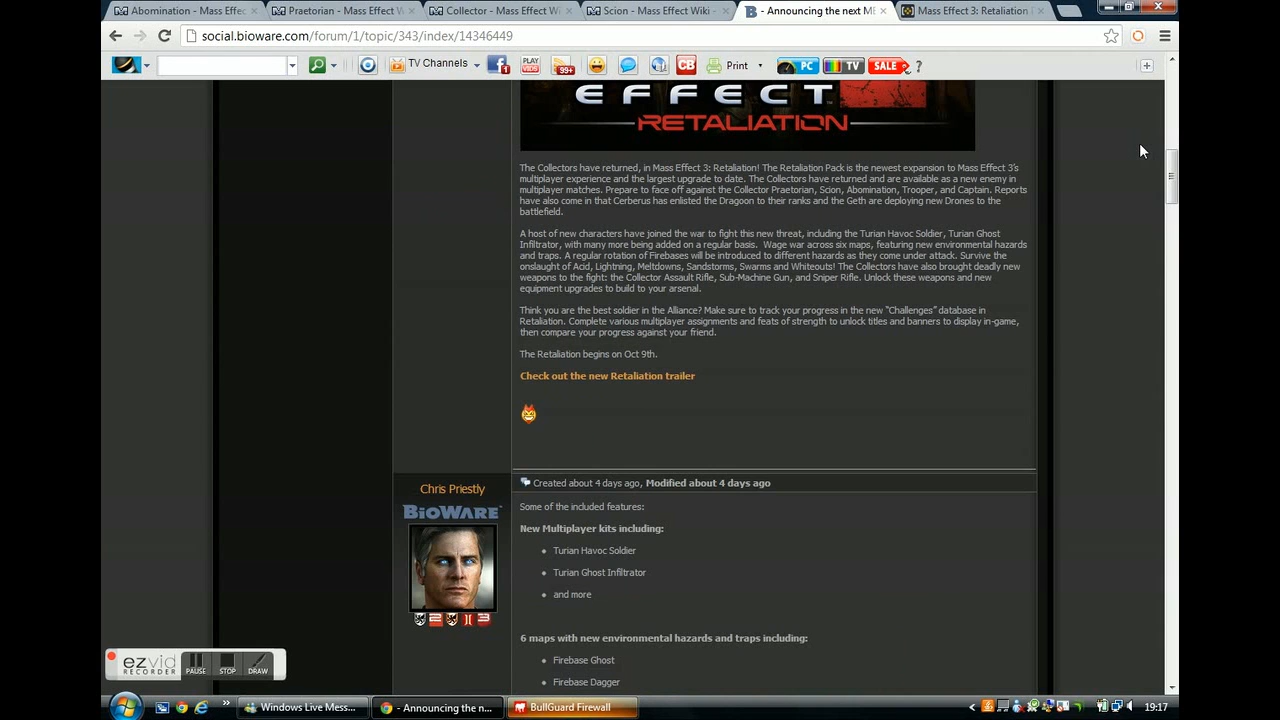 Abomination - Mass Effec
Praetorian - Mass Effect W
Collector - Mass Effect Wi
Scion - Mass Effect Wiki -
- Announcing the next ME
Mass Effect 3: Retaliation
social.bioware.com/forum/1/topic/343/index/14346449
TV Channels
1
PLAY
VIDS
99+
CB
Print
PC
TV
SALE
?
EFFECT
RETALIATION
The Collectors have returned, in Mass Effect 3: Retaliation! The Retaliation Pack is the newest expansion to Mass Effect 3's
multiplayer experience and the largest upgrade to date. The Collectors have returned and are available as a new enemy in
multiplayer matches. Prepare to face off against the Collector Praetorian, Scion, Abomination, Trooper, and Captain. Reports
have also come in that Cerberus has enlisted the Dragoon to their ranks and the Geth are deploying new Drones to the
battlefield.
A host of new characters have joined the war to fight this new threat, including the Turian Havoc Soldier, Turian Ghost
Infiltrator, with many more being added on a regular basis. Wage war across six maps, featuring new environmental hazards
and traps. A regular rotation of Firebases will be introduced to different hazards as they come under attack. Survive the
onslaught of Acid, Lightning, Meltdowns, Sandstorms, Swarms and Whiteouts! The Collectors have also brought deadly new
weapons to the fight: the Collector Assault Rifle, Sub-Machine Gun, and Sniper Rifle. Unlock these weapons and new
equipment upgrades to build to your arsenal.
Think you are the best soldier in the Alliance? Make sure to track your progress in the new "Challenges" database in
Retaliation. Complete various multiplayer assignments and feats of strength to unlock titles and banners to display in-game,
then compare your progress against your friend.
The Retaliation begins on Oct 9th.
Check out the new Retaliation trailer
Chris Priestly
BIOWARE
Created about 4 days ago, Modified about 4 days ago
Some of the included features:
New Multiplayer kits including:
Turian Havoc Soldier
Turian Ghost Infiltrator
and more
6 maps with new environmental hazards and traps including:
Firebase Ghost
Firebase Dagger
ezvid
RECORDER
PAUSE
STOP
DRAW
Windows Live Mess...
- Announcing the n...
BullGuard Firewall
19:17